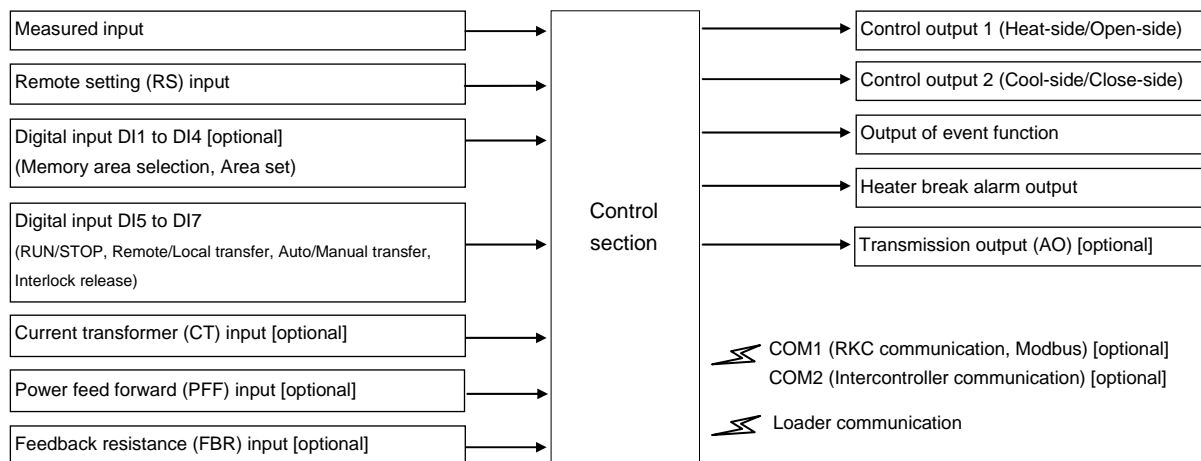 Measured input
Remote setting (RS) input
Digital input DI1 to DI4 [optional]
(Memory area selection, Area set)
Digital input DI5 to DI7
(RUN/STOP, Remote/Local transfer, Auto/Manual transfer,
Interlock release)
Current transformer (CT) input [optional]
Power feed forward (PFF) input [optional]
Feedback resistance (FBR) input [optional]
Control
section
Control output 1 (Heat-side/Open-side)
Control output 2 (Cool-side/Close-side)
Output of event function
Heater break alarm output
Transmission output (AO) [optional]
COM1 (RKC communication, Modbus) [optional]
COM2 (Intercontroller communication) [optional]
Loader communication